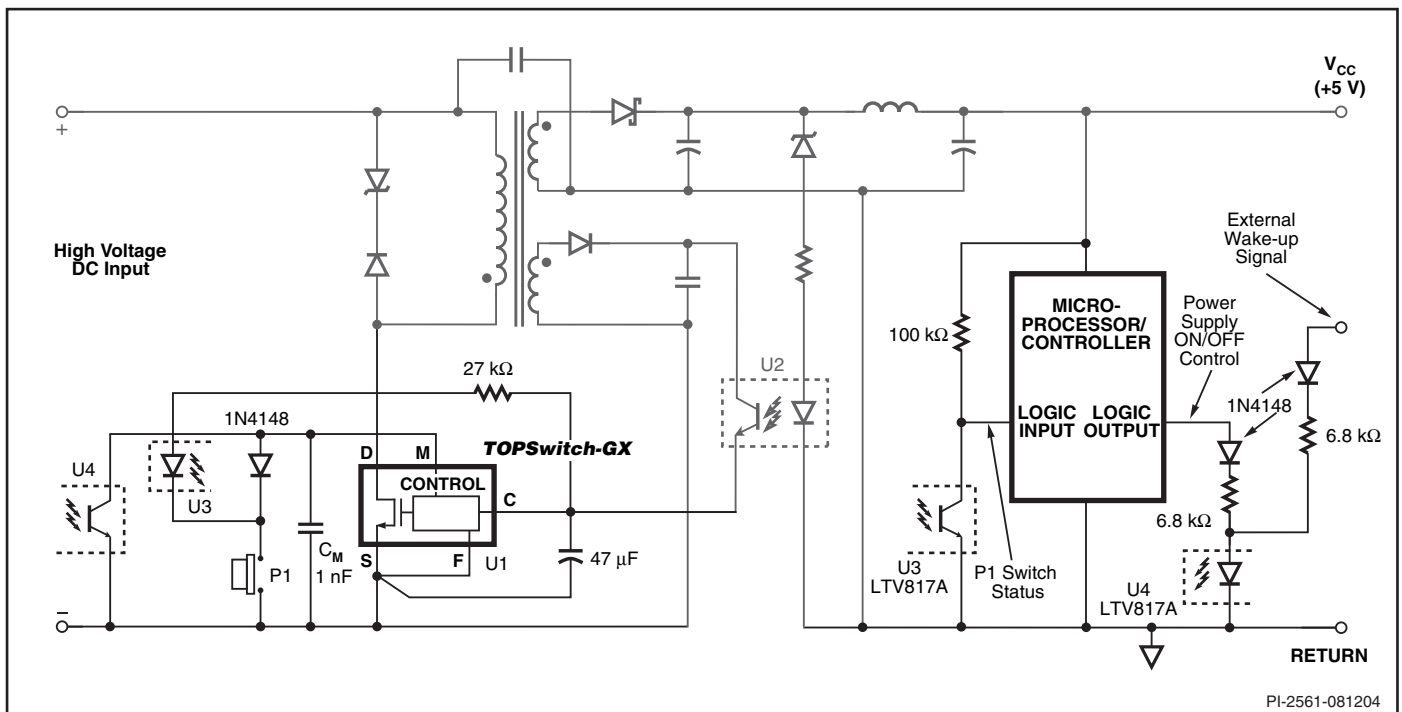 V_CC
(+5 V)
+
High Voltage
DC Input
External
Wake-up
Signal
MICRO-
PROCESSOR/
CONTROLLER
Power
Supply
ON/OFF
Control
100 kΩ
U2
27 kΩ
1N4148
LOGIC
INPUT
LOGIC
OUTPUT
1N4148
6.8 kΩ
TOPSwitch-GX
D
M
CONTROL
C
U4
U3
S
F
U1
47 μF
C_M
1 nF
P1
6.8 kΩ
U3
LTV817A
P1 Switch
Status
U4
LTV817A
−
RETURN
PI-2561-081204